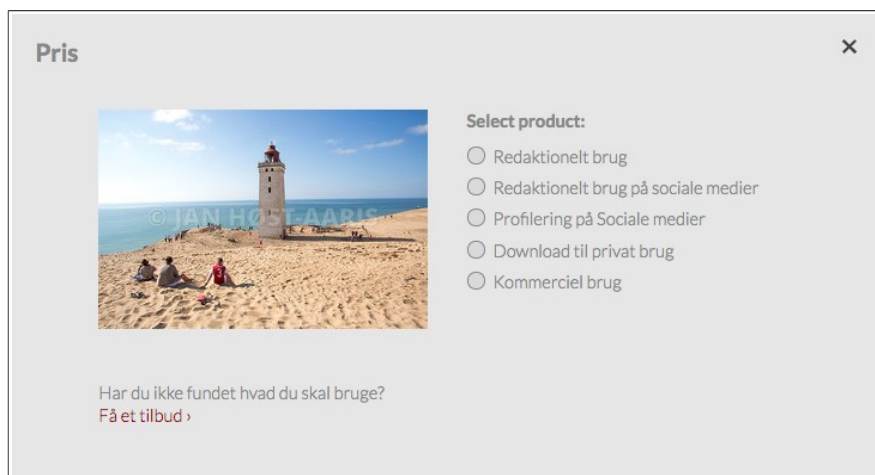 Pris
© JAN HØST-AARIS
Select product:
Redaktionelt brug
Redaktionelt brug på sociale medier
Profilering på Sociale medier
Download til privat brug
Kommerciel brug
Har du ikke fundet hvad du skal bruge?
Få et tilbud ›